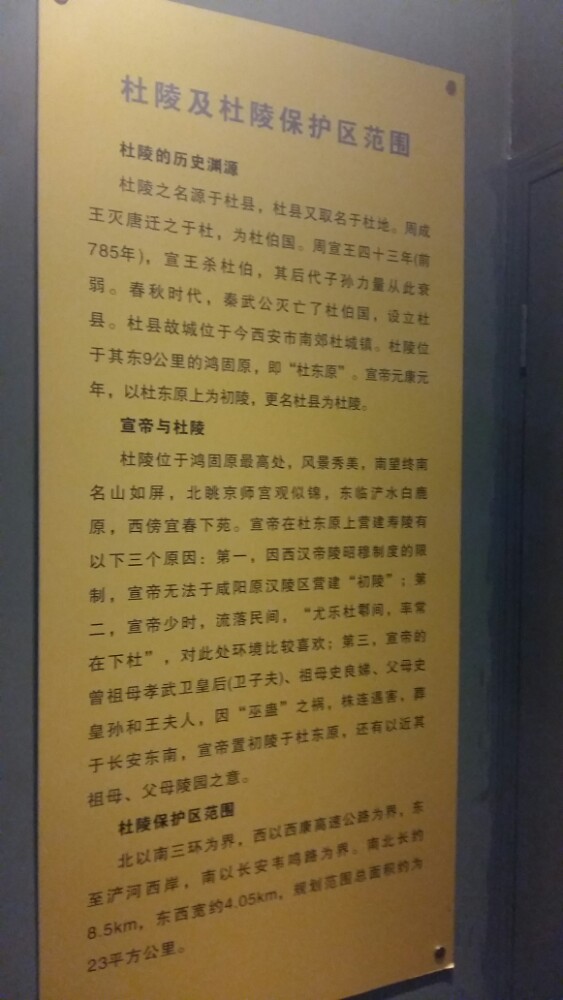 杜陵及杜陵保护区范围
杜陵的历史渊源
杜陵之名源于杜县，杜县又取名于杜地。周成
王灭唐迁之于杜，为杜伯国。周宣王四十三年(前
785年)，宣王杀杜伯，其后代子孙力量从此衰
弱。春秋时代，秦武公灭亡了杜伯国，设立杜
县。杜县故城位于今西安市南郊杜城镇。杜陵位
于其东9公里的鸿固原，即“杜东原”。宣帝元康元
年，以杜东原上为初陵，更名杜县为杜陵。
宣帝与杜陵
杜陵位于鸿固原最高处，风景秀美，南望终南
名山如屏，北眺京师宫观似锦，东临浐水白鹿
原，西傍宜春下苑。宣帝在杜东原上营建寿陵有
以下三个原因：第一，因西汉帝陵昭穆制度的限
制，宣帝无法于咸阳原汉陵区营建“初陵”；第
二，宣帝少时，流落民间，“尤乐杜鄠间，率常
在下杜”，对此处环境比较喜欢；第三，宣帝的
曾祖母孝武卫皇后(卫子夫)、祖母史良娣、父母史
皇孙和王夫人，因“巫蛊”之祸，株连遇害，葬
于长安东南，宣帝置初陵于杜东原，还有以近其
祖母、父母陵园之意。
杜陵保护区范围
北以南三环为界，西以西康高速公路为界，东
至浐河西岸，南以长安韦鸣路为界。南北长约
8.5km，东西宽约4.05km，规划范围总面积约为
23平方公里。